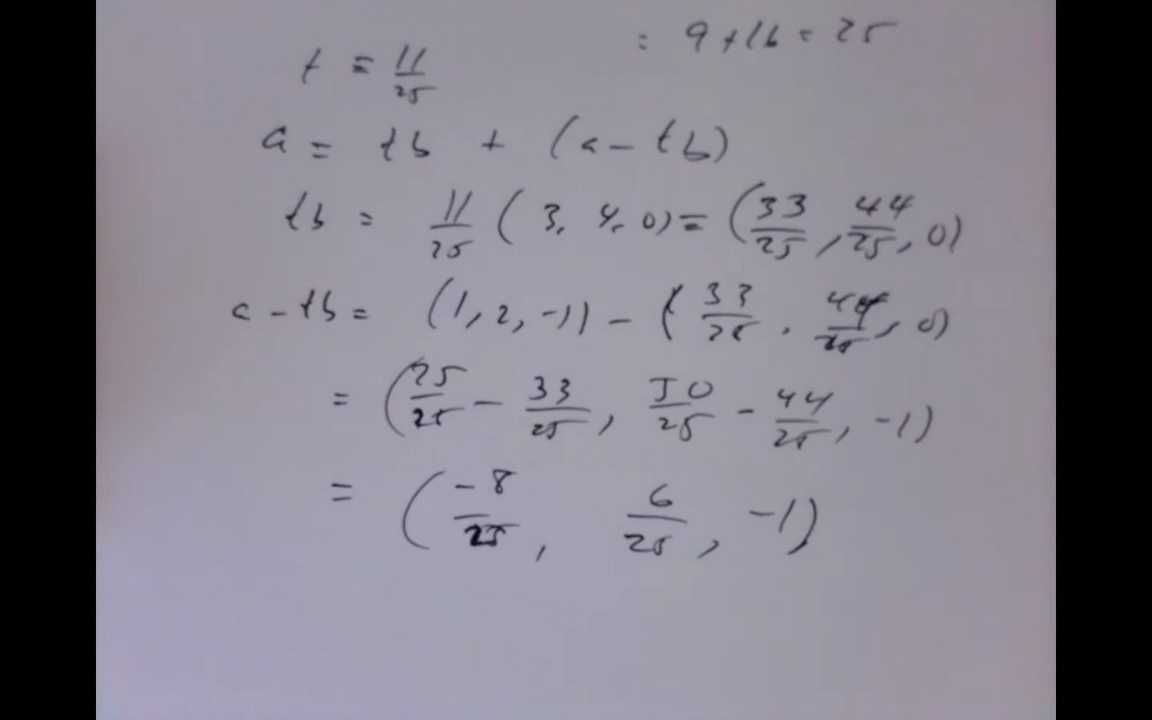 : 9 + 16 = 25
t = 11/25
a = tb + (a - tb)
tb = 11/25 (3, 4, 0) = (33/25, 44/25, 0)
a - tb = (1, 2, -1) - (33/25, 44/25, 0)
= (25/25 - 33/25, 50/25 - 44/25, -1)
= (-8/25, 6/25, -1)